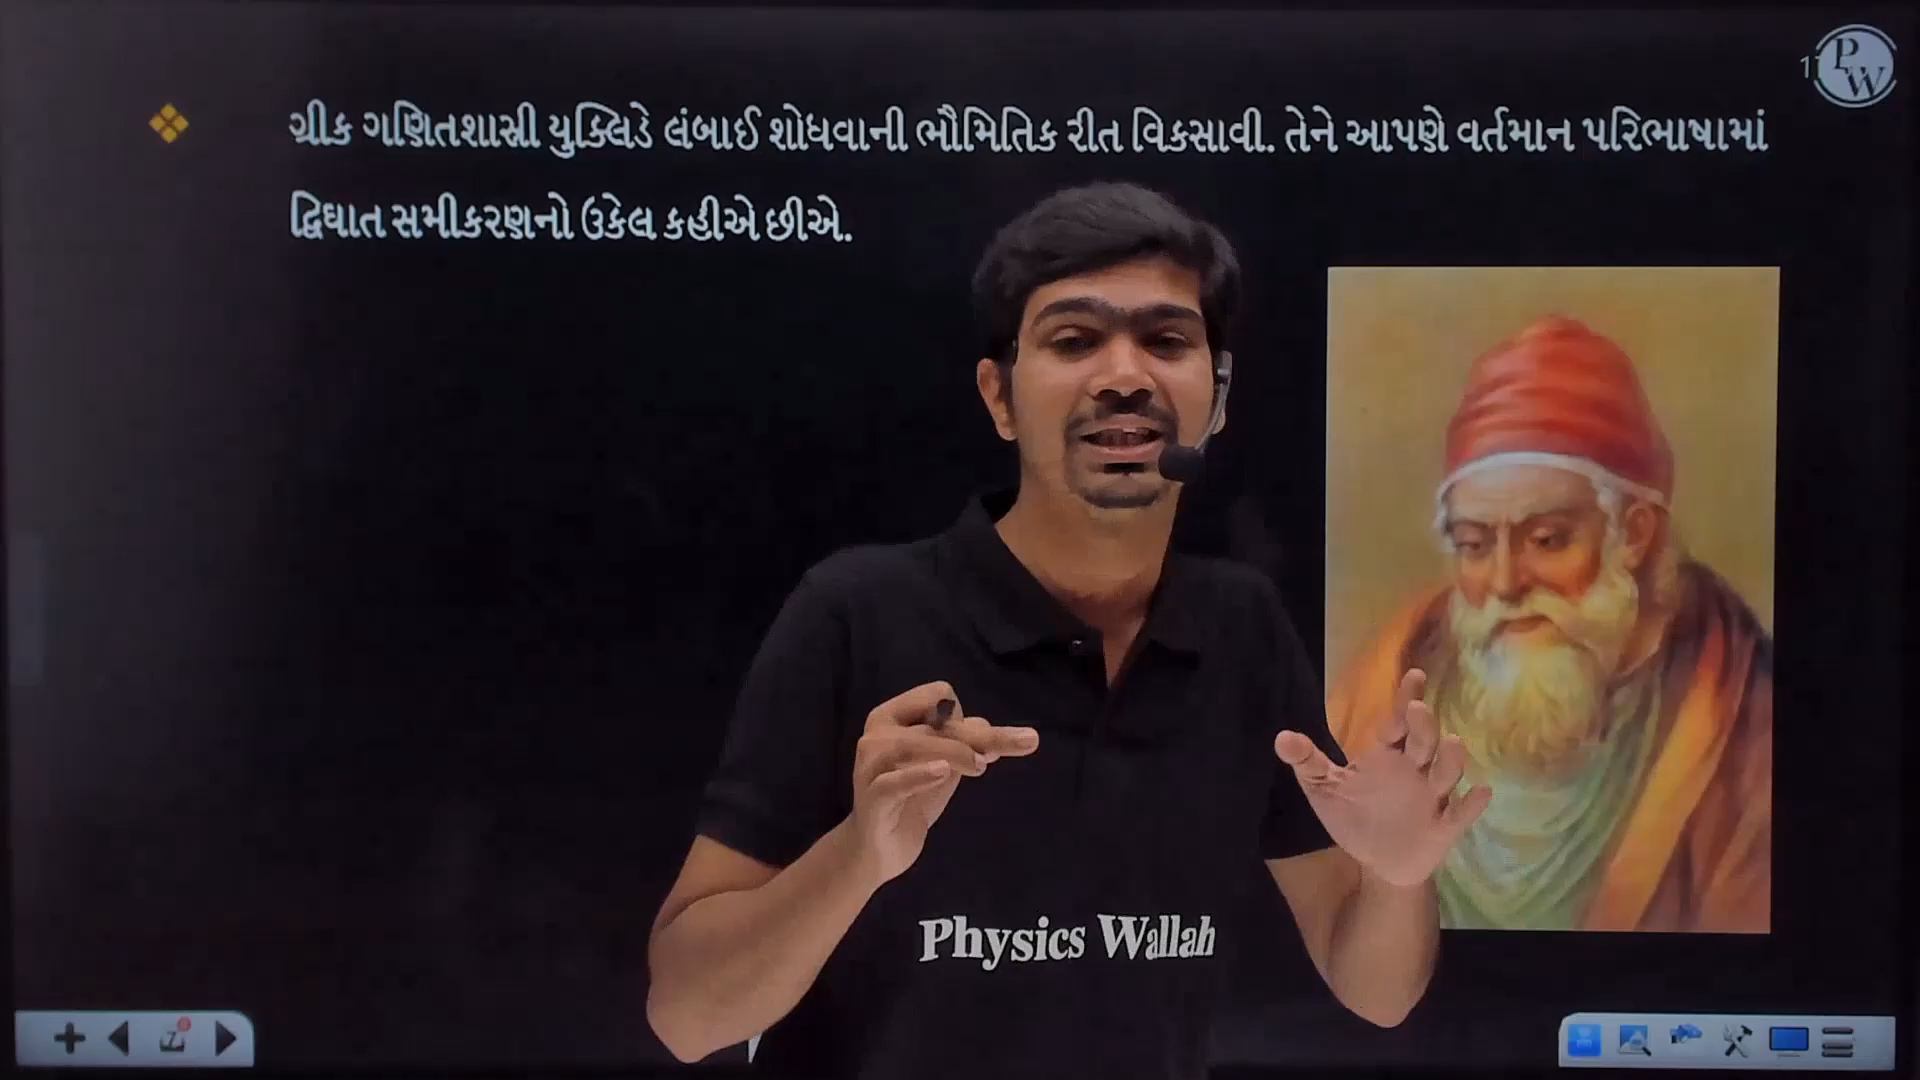 PW
ગ્રીક ગણિતશાસ્ત્રી યુક્લિડે લંબાઈ શોધવાની ભૌમિતિક રીત વિકસાવી. તેને આપણે વર્તમાન પરિભાષામાં
દ્વિઘાત સમીકરણનો ઉકેલ કહીએ છીએ.
Physics Wallah